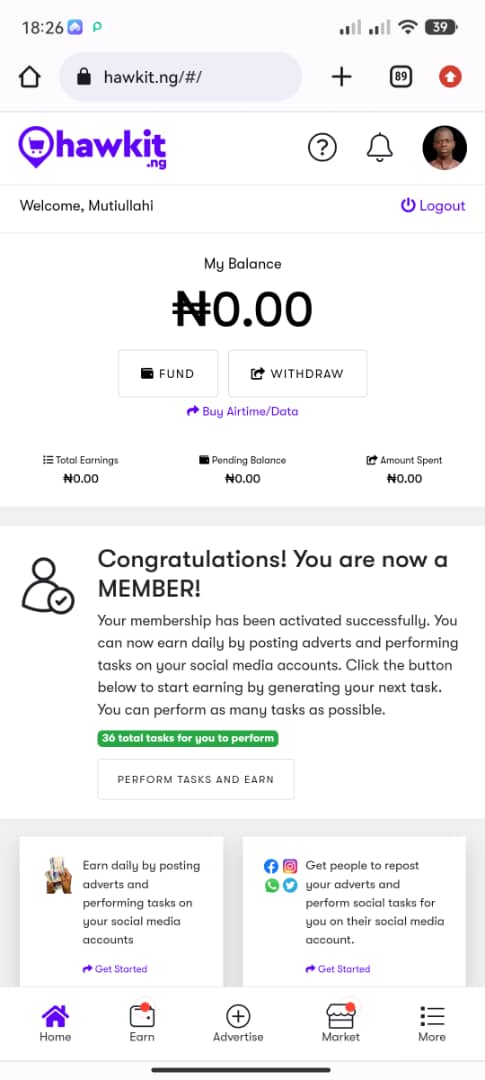 18:26
39
hawkit.ng/#/
89
hawkit
.ng
?
Welcome, Mutiullahi
Logout
My Balance
₦0.00
FUND
WITHDRAW
Buy Airtime/Data
Total Earnings
Pending Balance
Amount Spent
₦0.00
₦0.00
₦0.00
Congratulations! You are now a
MEMBER!
Your membership has been activated successfully. You
can now earn daily by posting adverts and performing
tasks on your social media accounts. Click the button
below to start earning by generating your next task.
You can perform as many tasks as possible.
36 total tasks for you to perform
PERFORM TASKS AND EARN
Earn daily by posting
adverts and
performing tasks on
your social media
accounts
Get Started
Get people to repost
your adverts and
perform social tasks for
you on their social media
account.
Get Started
Home
Earn
Advertise
Market
More